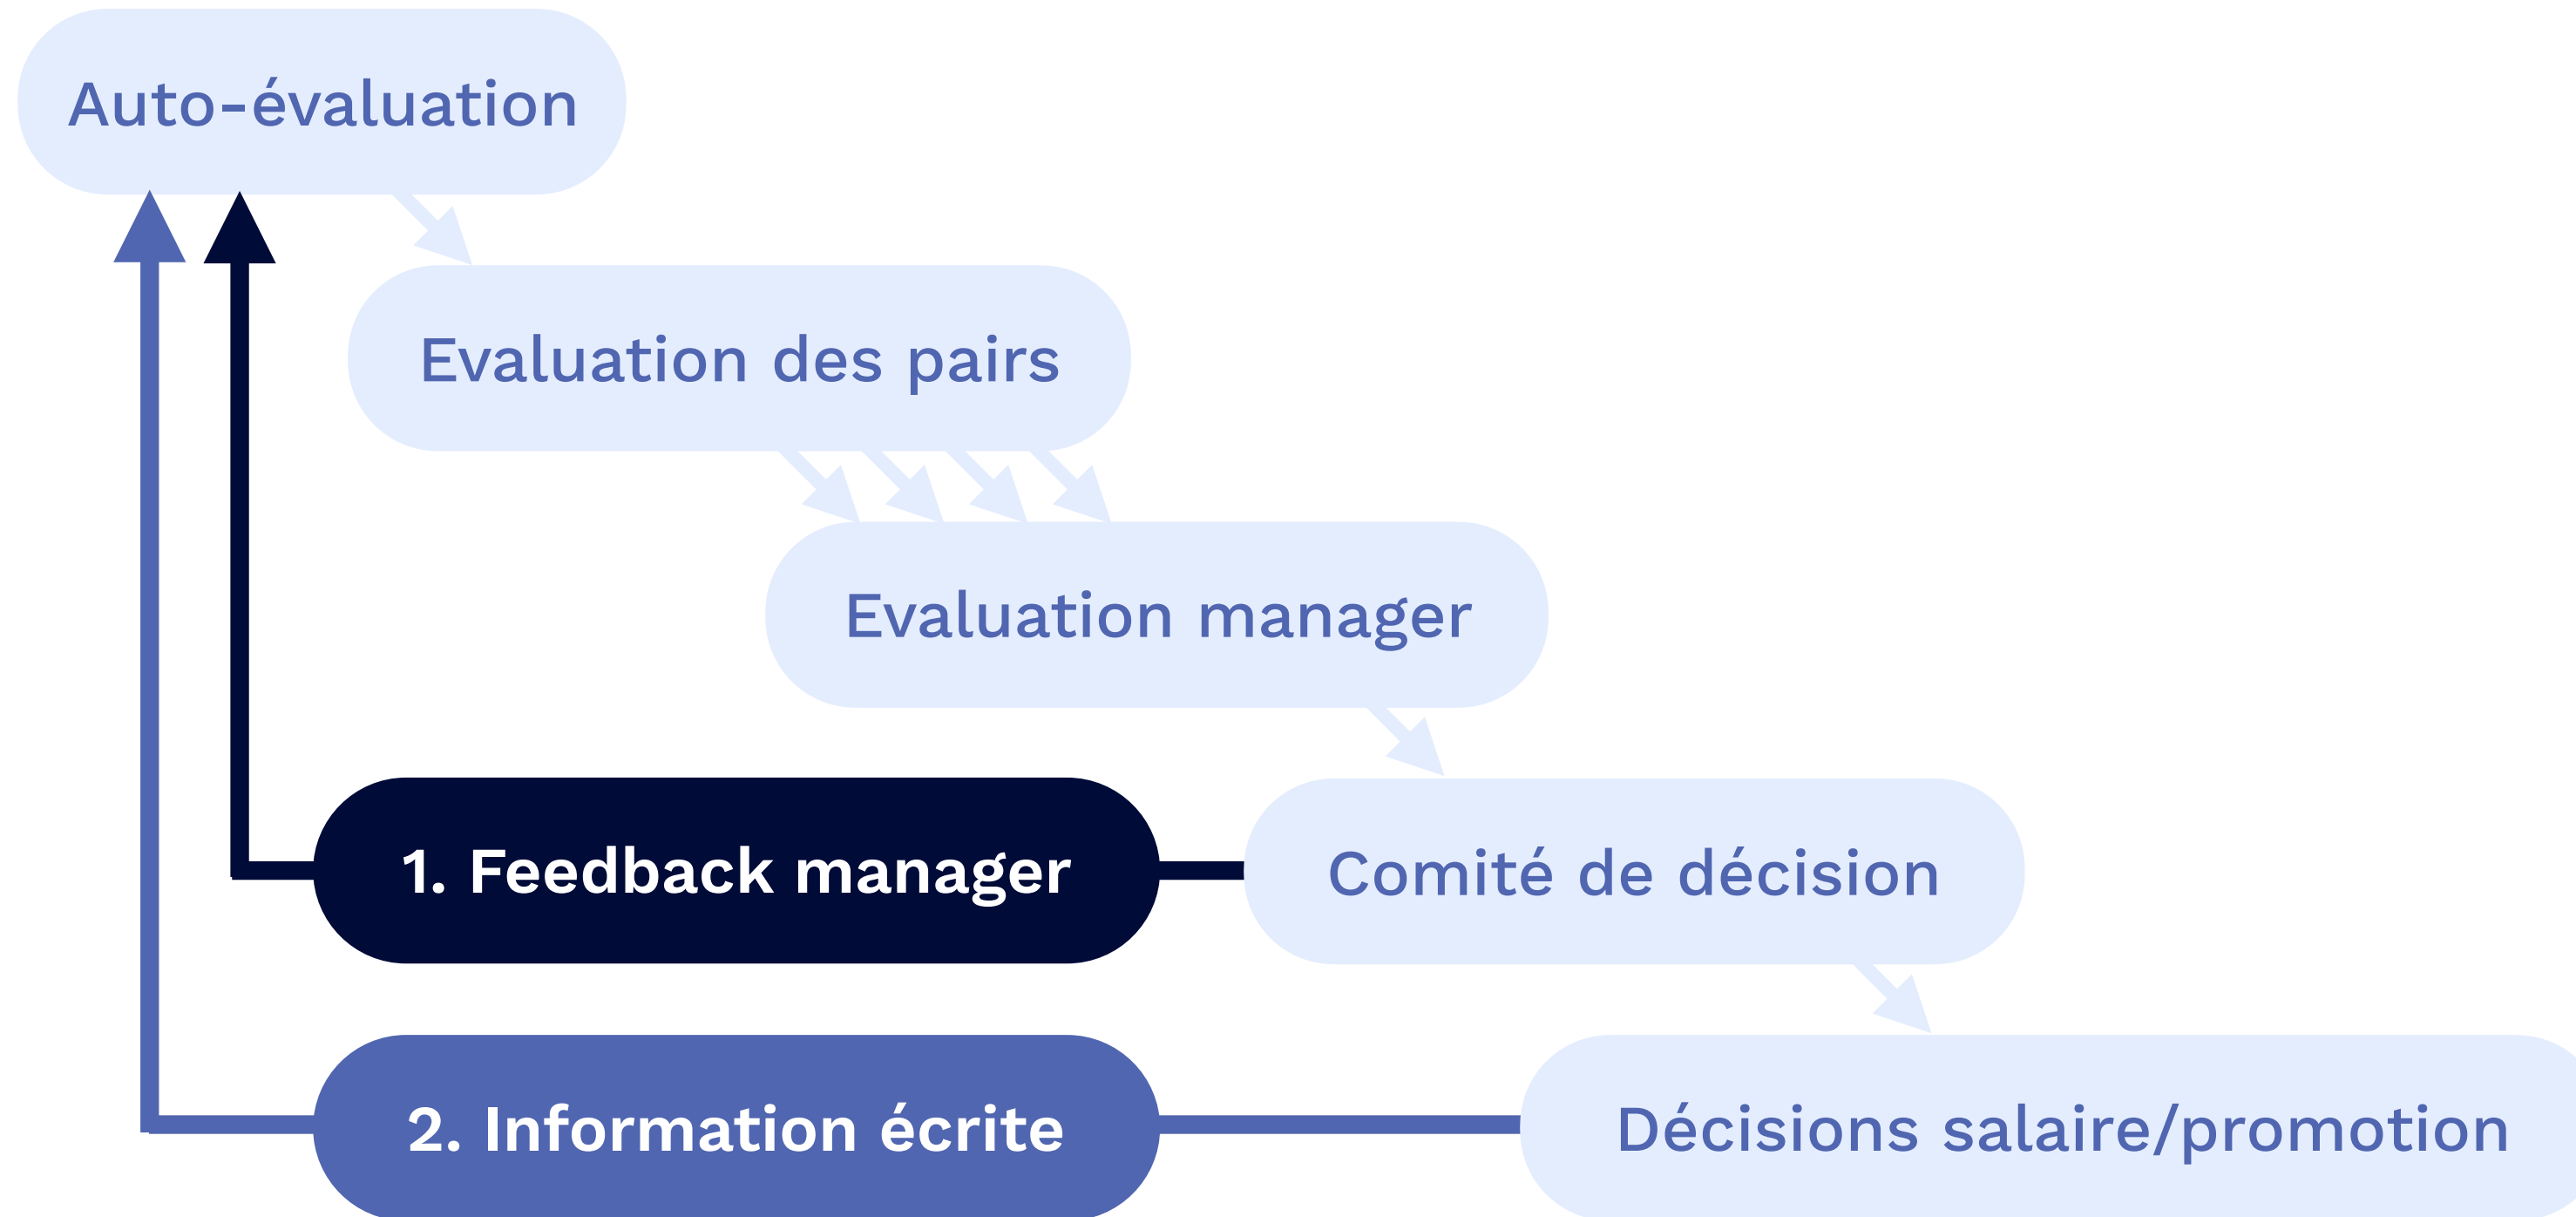 Auto-évaluation
Evaluation des pairs
Evaluation manager
1. Feedback manager
Comité de décision
2. Information écrite
Décisions salaire/promotion